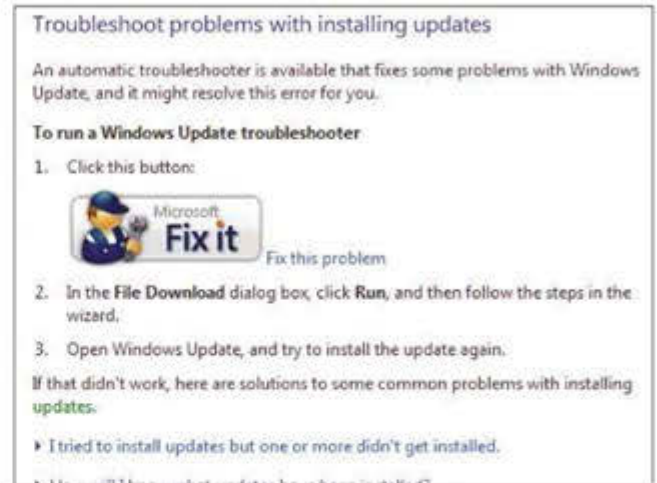 Troubleshoot problems with installing updates
An automatic troubleshooter is available that fixes some problems with Windows
Update, and it might resolve this error for you.
To run a Windows Update troubleshooter
1. Click this button:
Microsoft
Fix it
Fix this problem
2. In the File Download dialog box, click Run, and then follow the steps in the
wizard.
3. Open Windows Update, and try to install the update again.
If that didn't work, here are solutions to some common problems with installing
updates.
I tried to install updates but one or more didn't get installed.